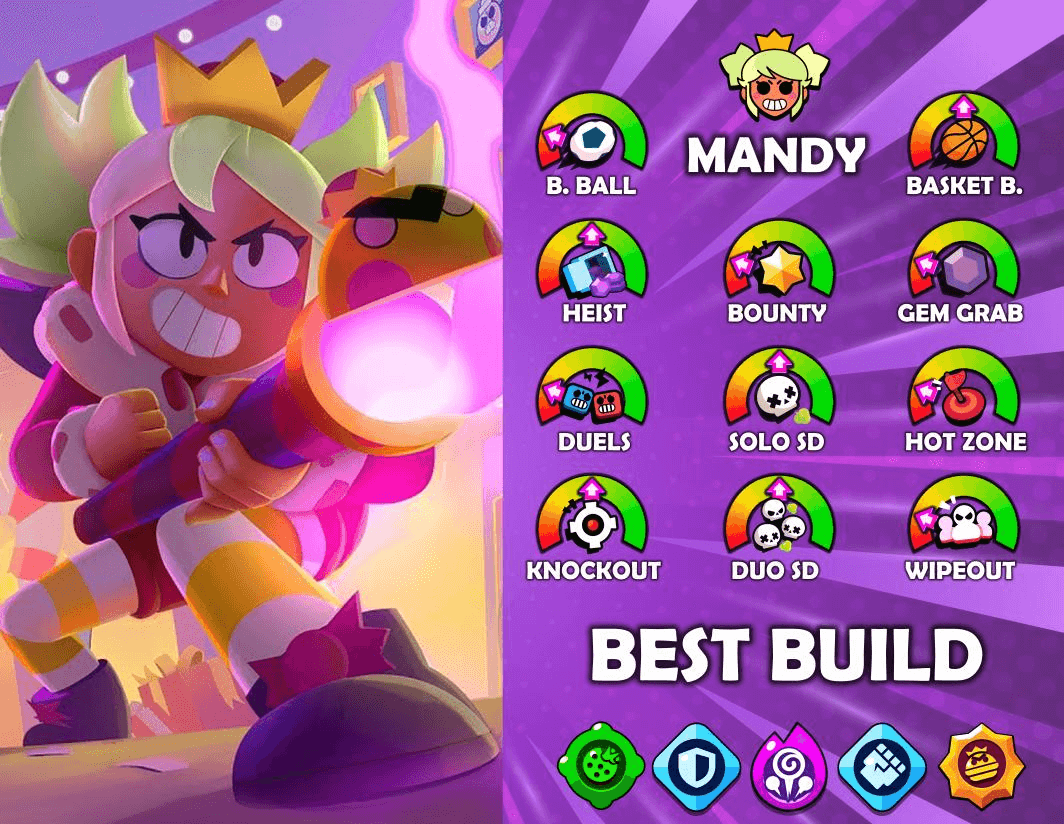 MANDY
B. BALL
BASKET B.
HEIST
BOUNTY
GEM GRAB
DUELS
SOLO SD
HOT ZONE
KNOCKOUT
DUO SD
WIPEOUT
BEST BUILD